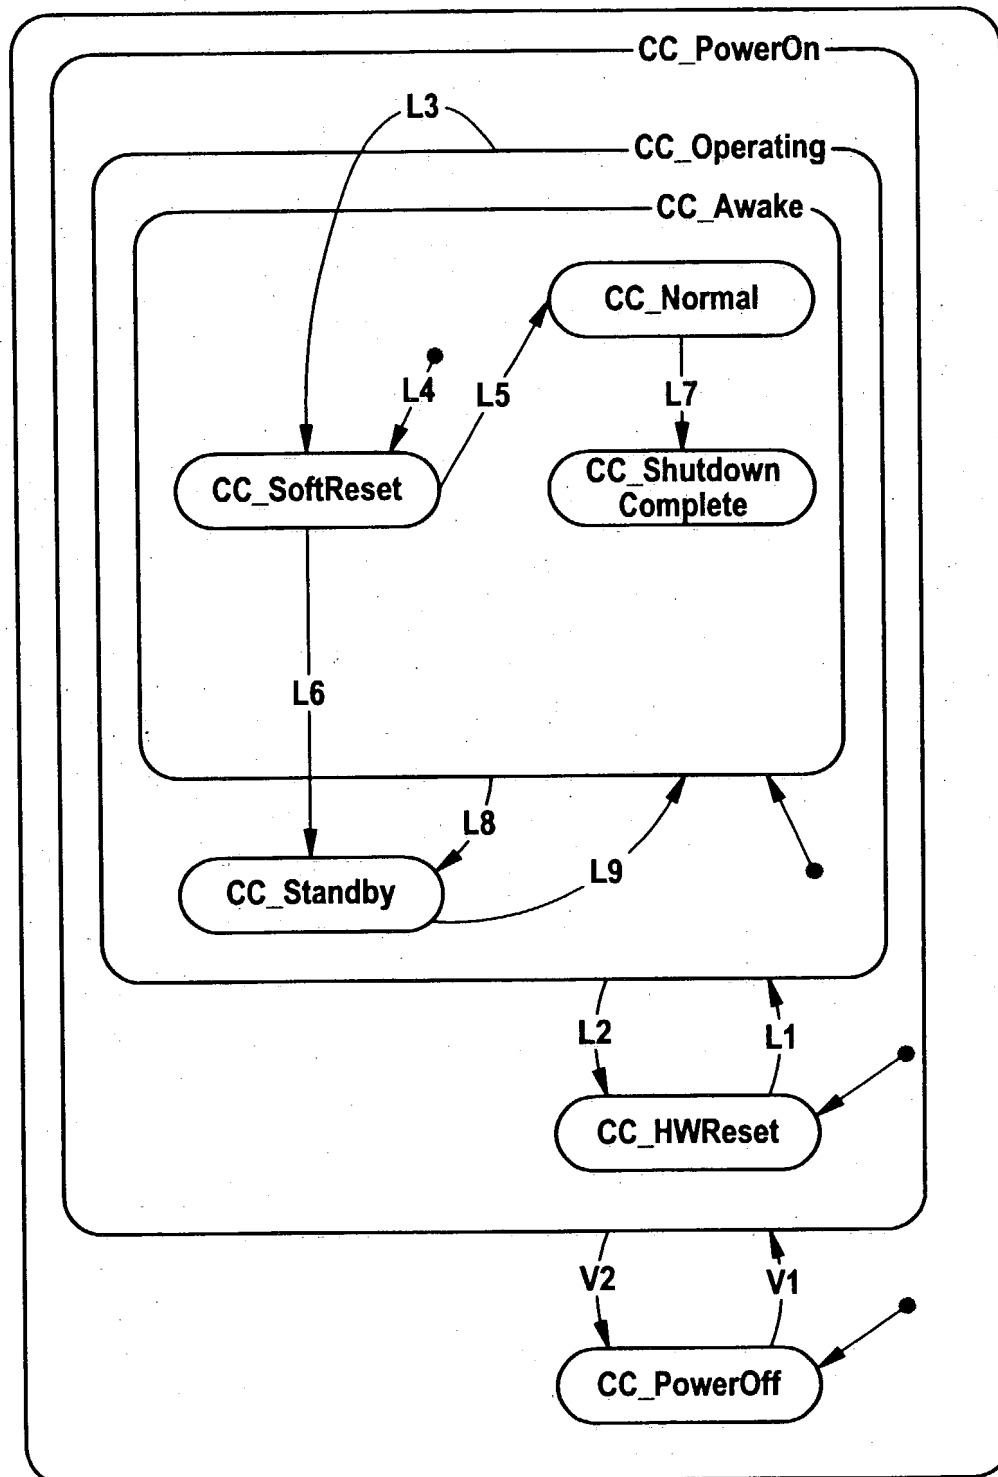 CC_PowerOn
L3
CC_Operating
CC_Awake
CC_Normal
L4
L5
L7
CC_SoftReset
CC_Shutdown
Complete
L6
L8
L9
CC_Standby
L2
L1
CC_HWReset
V2
V1
CC_PowerOff